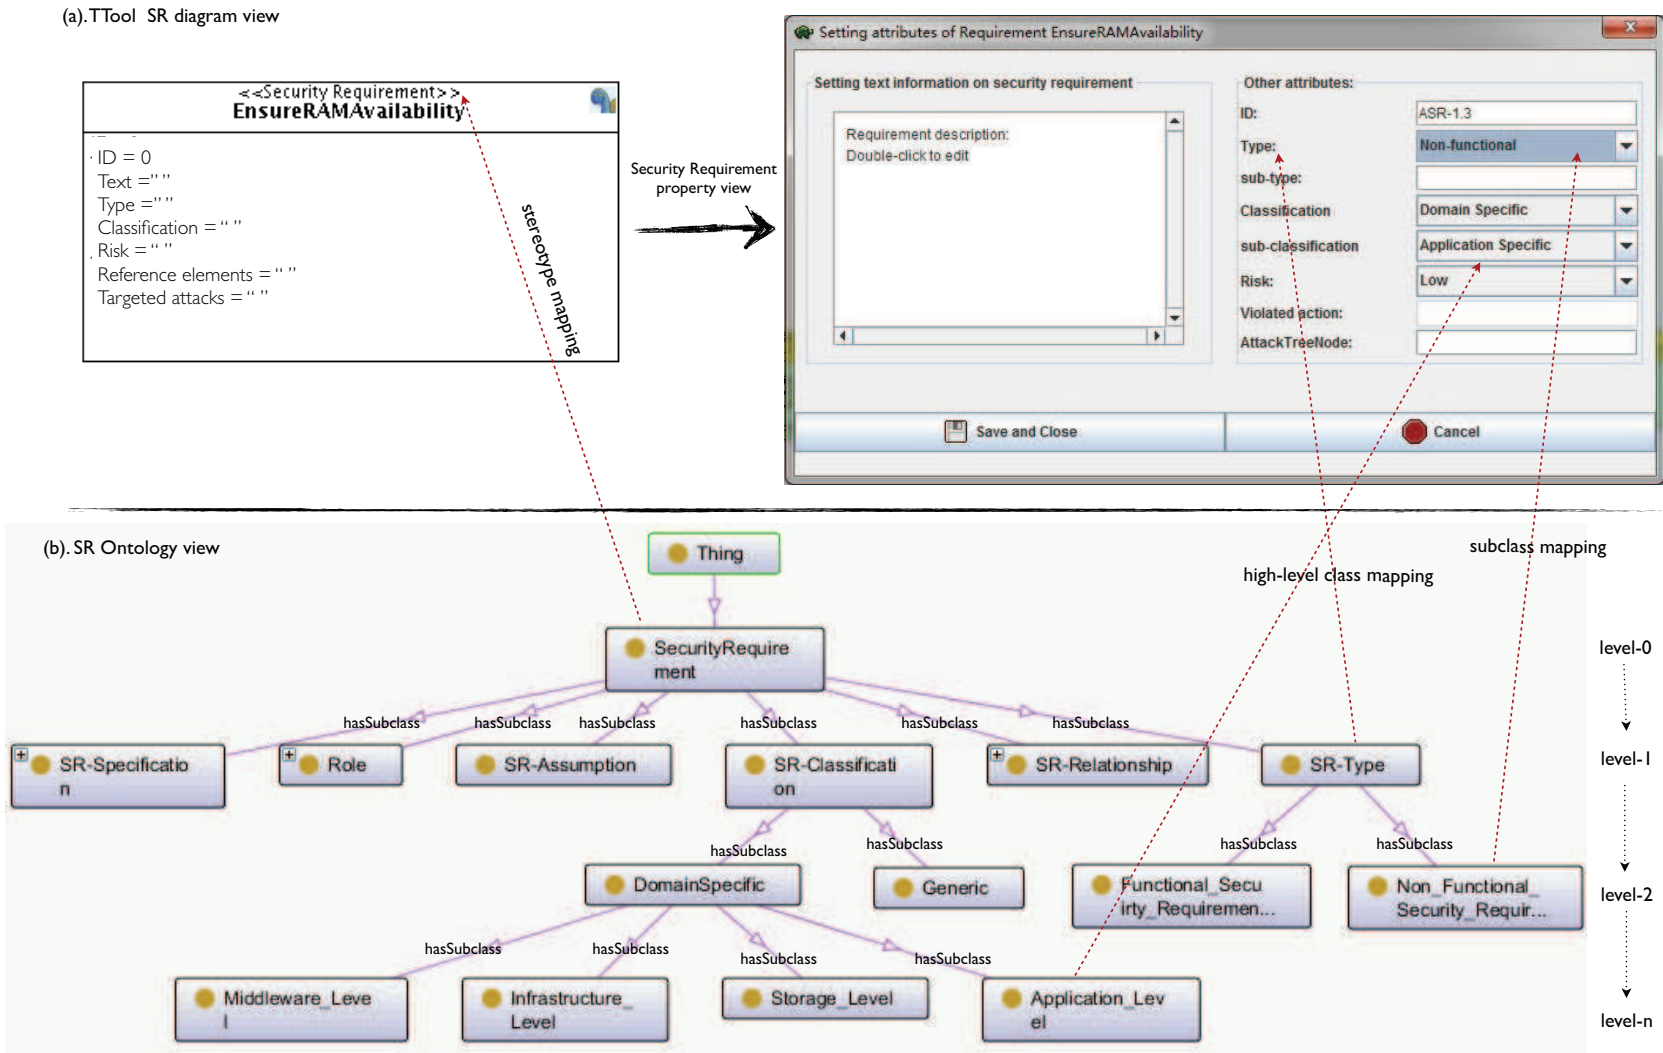 (a). TTool SR diagram view
<<Security Requirement>>
EnsureRAMAvailability
ID = 0
Text =” ”
Type =” ”
Classification = “ ”
Risk = “ ”
Reference elements = “ ”
Targeted attacks = “ ”
stereotype mapping
Security Requirement
property view
Setting attributes of Requirement EnsureRAMAvailability
Setting text information on security requirement
Requirement description:
Double-click to edit
Other attributes:
ID: ASR-1.3
Type: Non-functional
sub-type:
Classification Domain Specific
sub-classification Application Specific
Risk: Low
Violated action:
AttackTreeNode:
Save and Close
Cancel
(b). SR Ontology view
subclass mapping
high-level class mapping
Thing
SecurityRequire
ment
level-0
hasSubclass hasSubclass hasSubclass hasSubclass hasSubclass hasSubclass
SR-Specificatio
n
Role
SR-Assumption
SR-Classificati
on
SR-Relationship
SR-Type
level-1
hasSubclass hasSubclass hasSubclass hasSubclass
DomainSpecific
Generic
Functional_Secu
irty_Requiremen...
Non_Functional_
Security_Requir...
level-2
hasSubclass hasSubclass hasSubclass hasSubclass
Middleware_Leve
l
Infrastructure_
Level
Storage_Level
Application_Lev
el
level-n